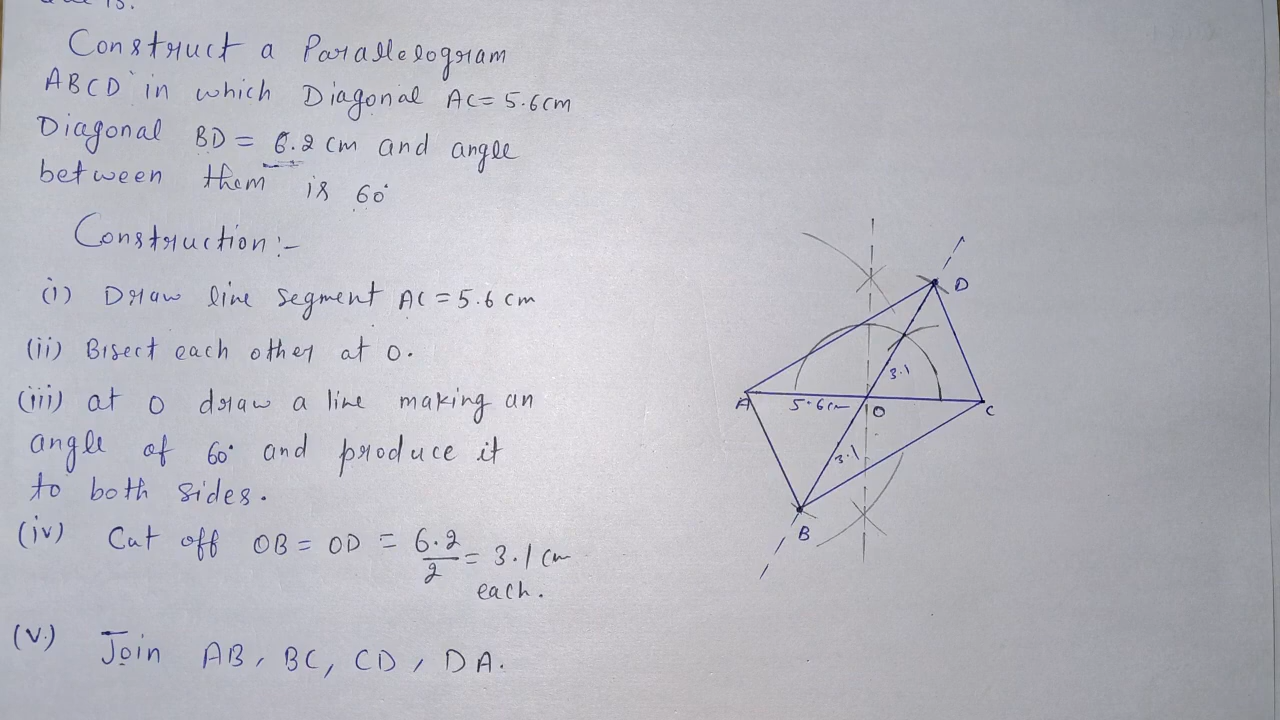 Construct a Parallelogram
ABCD in which Diagonal AC= 5.6cm
Diagonal BD= 6.2 cm and angle
between them is 60°
Construction:-
(i) Draw line segment AC=5.6 cm
(ii) Bisect each other at O.
(iii) at O draw a line making an
angle of 60° and produce it
to both sides.
(iv) Cut off OB= OD = 6.2/2 = 3.1 cm
each.
(v.) Join AB, BC, CD, DA.
D
3.1
A
5.6cm
O
C
3.1
B